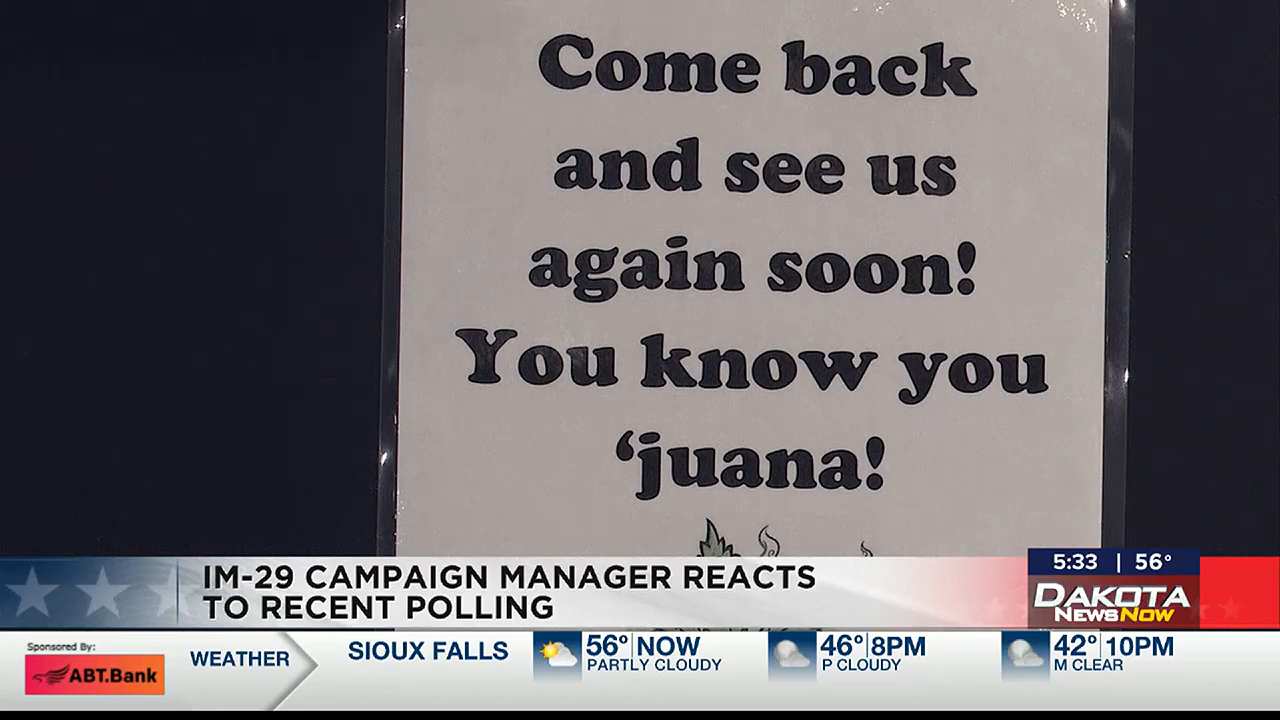 Come back
and see us
again soon!
You know you
‘juana!
IM-29 CAMPAIGN MANAGER REACTS
TO RECENT POLLING
5:33 | 56°
DAKOTA
NEWS NOW
Sponsored By:
ABT.Bank
WEATHER
SIOUX FALLS
56° NOW
PARTLY CLOUDY
46° 8PM
P CLOUDY
42° 10PM
M CLEAR